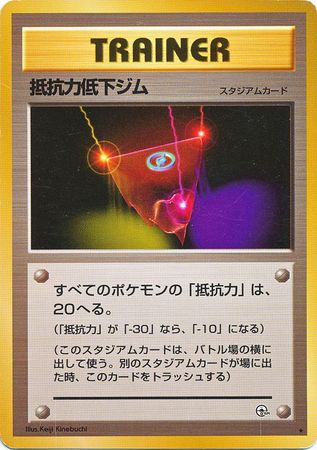 TRAINER
抵抗力低下ジム
スタジアムカード
すべてのポケモンの「抵抗力」は、
20へる。
(「抵抗力」が「-30」なら、「-10」になる)
(このスタジアムカードは、バトル場の横に
出して使う。別のスタジアムカードが場に出
た時、このカードをトラッシュする)
Illus.Keiji Kinebuchi